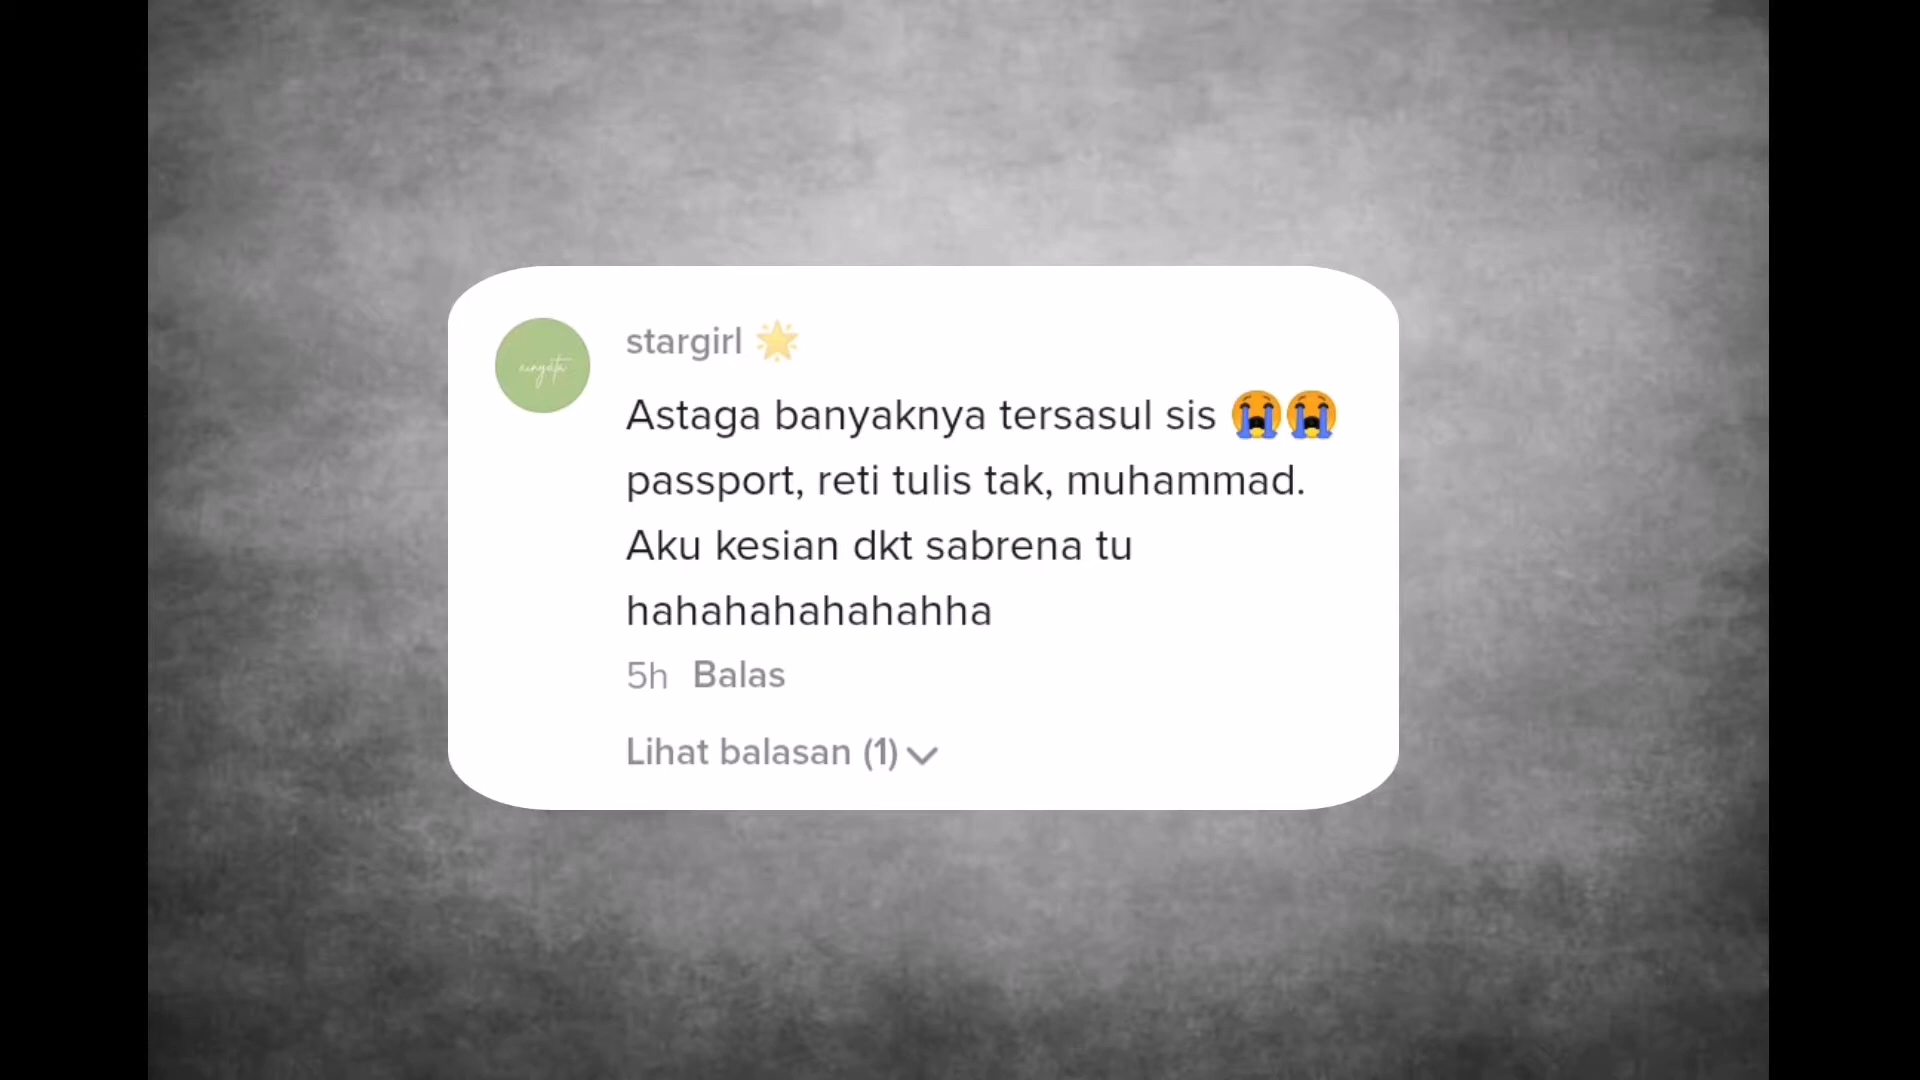 stargirl 🌟
Astaga banyaknya tersasul sis 😭😭
passport, reti tulis tak, muhammad.
Aku kesian dkt sabrena tu
hahahahahahahha
5h Balas
Lihat balasan (1)